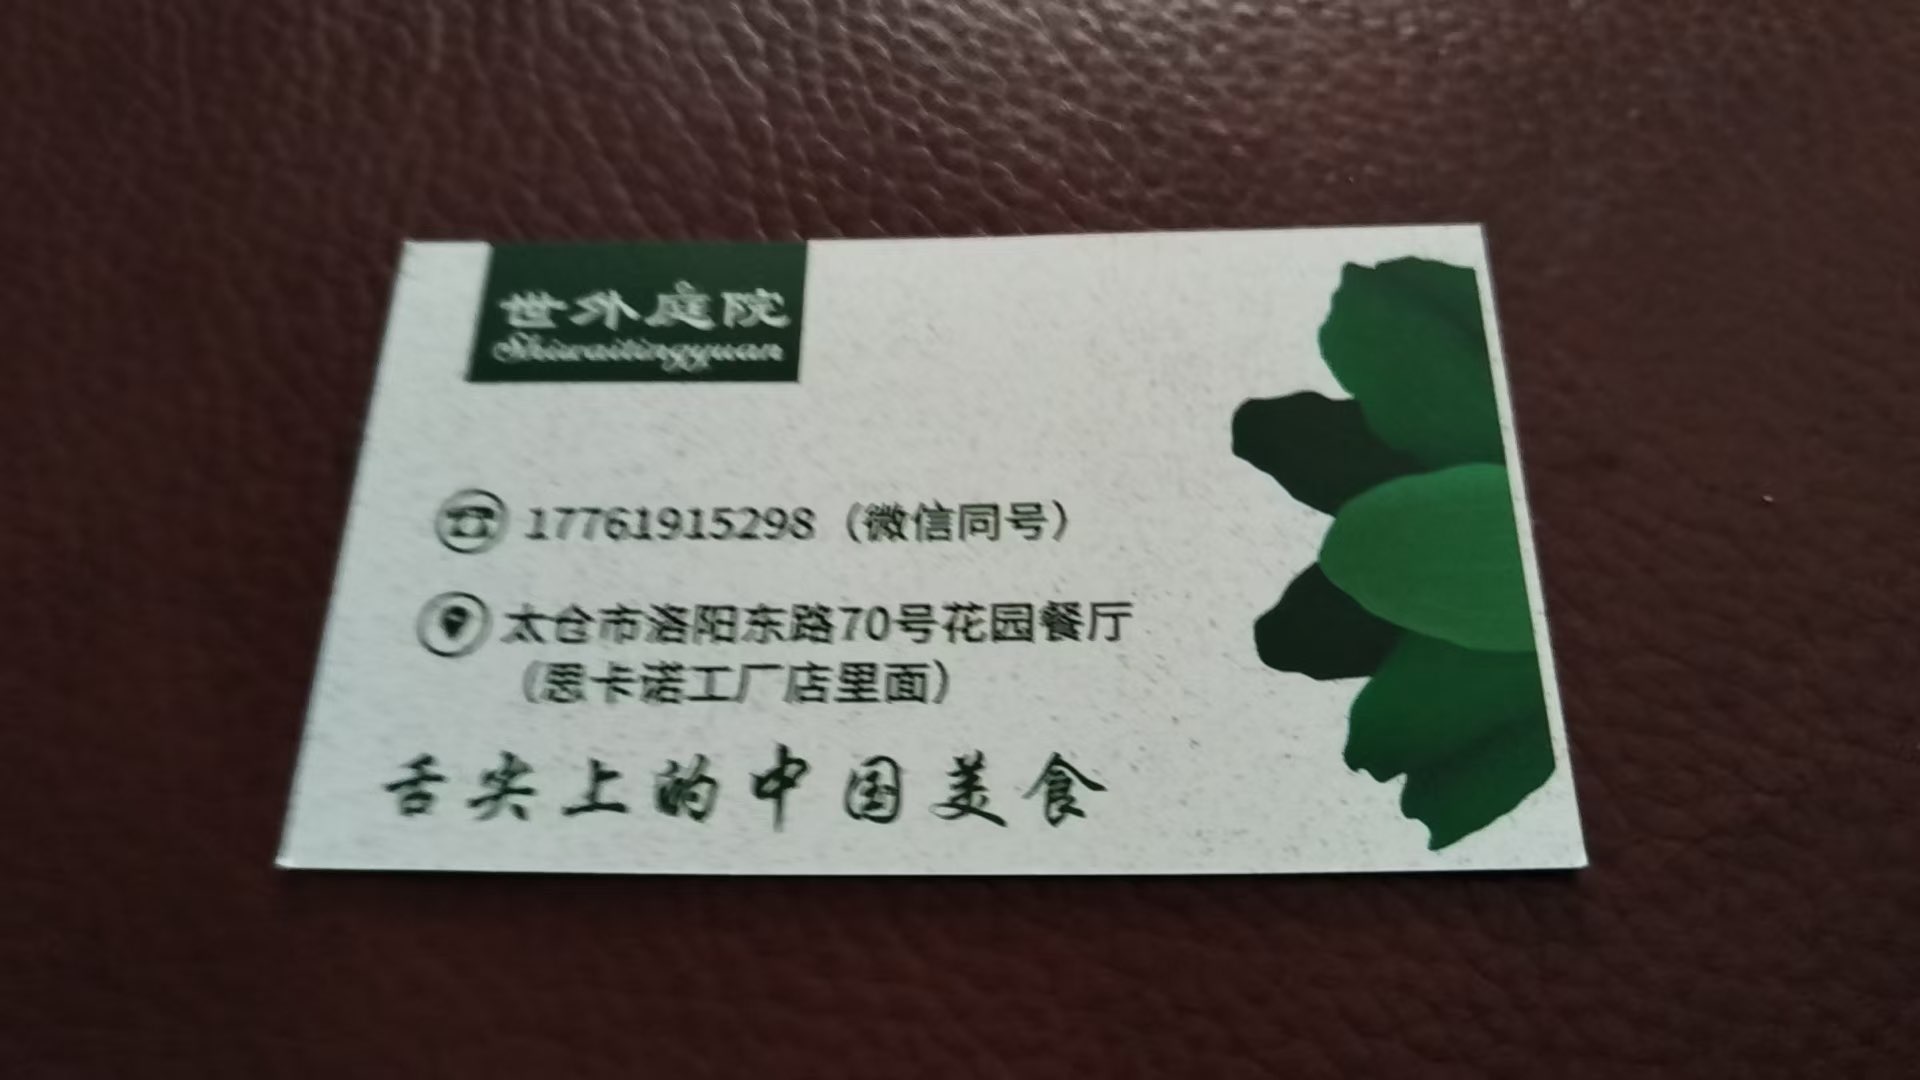 世外庭院
Shiwaitingyuan
17761915298（微信同号）
太仓市洛阳东路70号花园餐厅
（思卡诺工厂店里面）
舌尖上的中国美食